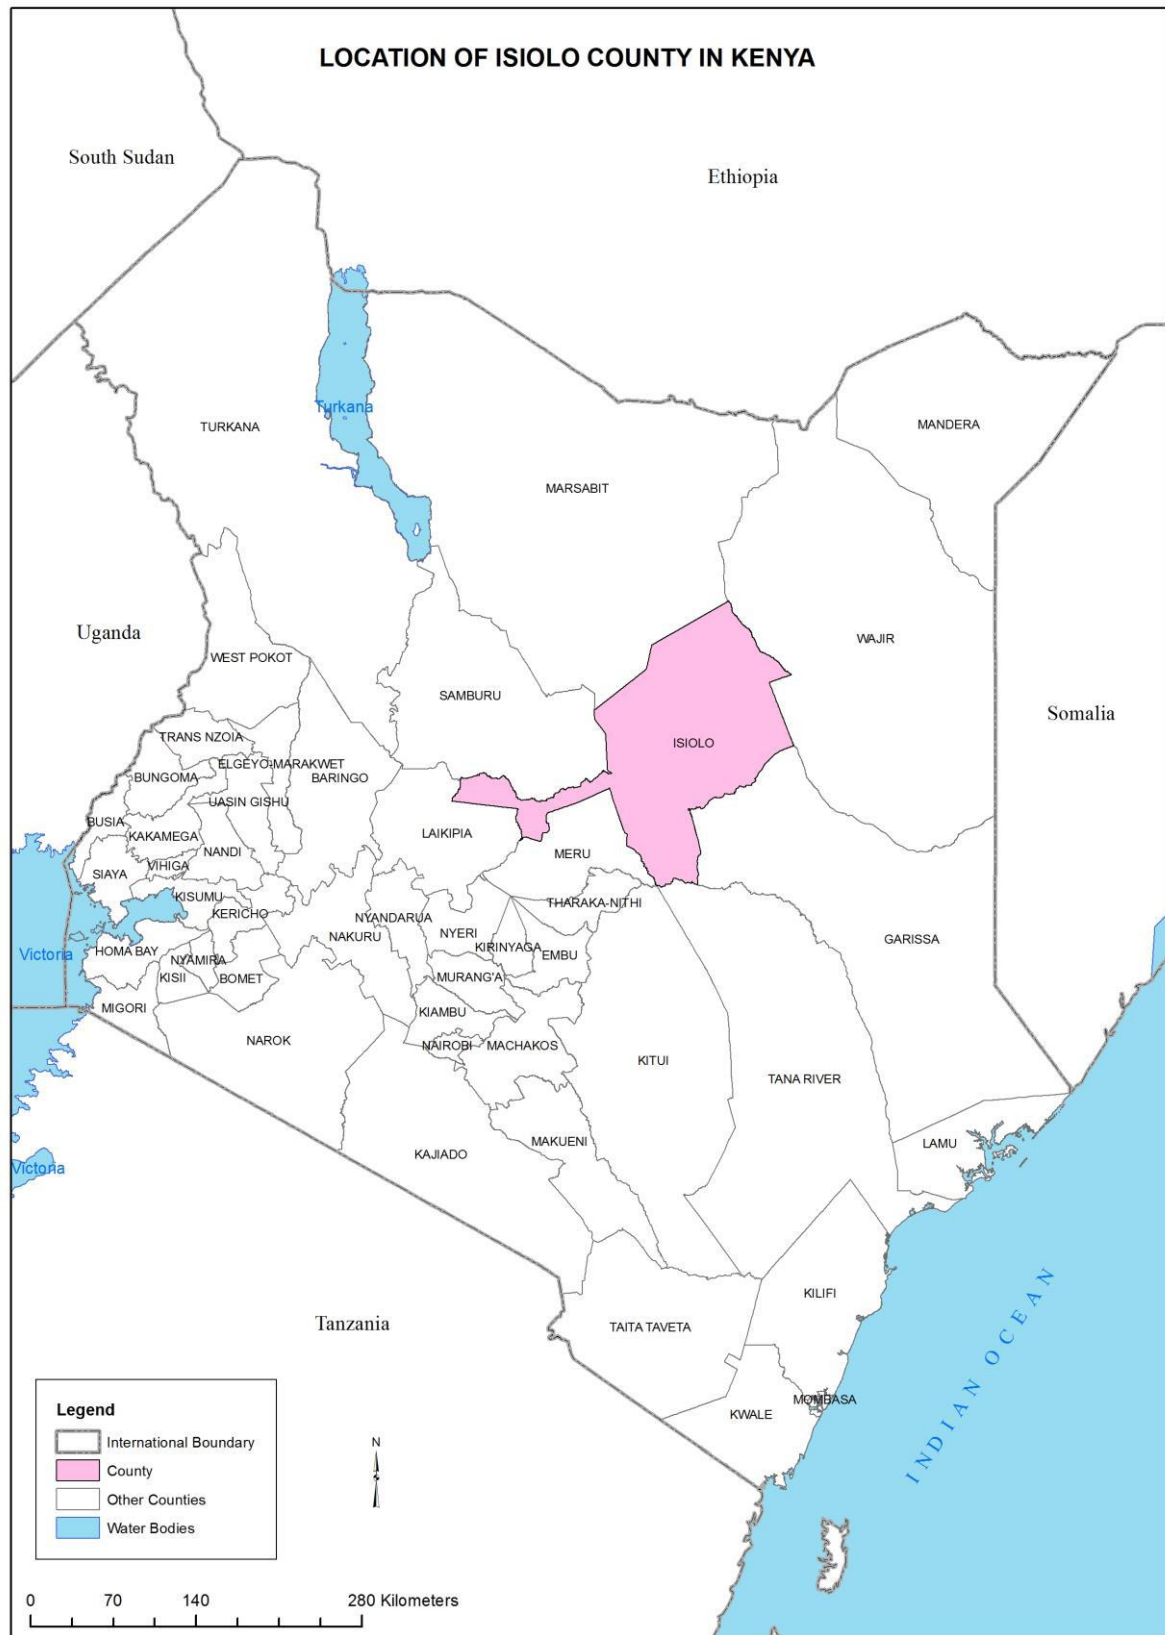 LOCATION OF ISIOLO COUNTY IN KENYA
South Sudan
Ethiopia
Turkana
TURKANA
MANDERA
MARSABIT
Uganda
WAJIR
WEST POKOT
SAMBURU
Somalia
TRANS NZOIA
ISIOLO
ELGEYO-MARAKWET
BUNGOMA
BARINGO
UASIN GISHU
BUSIA
KAKAMEGA
LAIKIPIA
NANDI
MERU
VIHIGA
SIAYA
KISUMU
THARAKA-NITHI
KERICHO
NYANDARUA
NYERI
NAKURU
GARISSA
KIRINYAGA
HOMA BAY
Victoria
EMBU
NYAMIRA
KISII
BOMET
MURANG'A
MIGORI
KIAMBU
NAROK
NAIROBI
MACHAKOS
KITUI
TANA RIVER
MAKUENI
LAMU
KAJIADO
Victoria
KILIFI
Tanzania
TAITA TAVETA
INDIAN OCEAN
MOMBASA
KWALE
Legend
International Boundary
County
Other Counties
Water Bodies
N
0 70 140 280 Kilometers